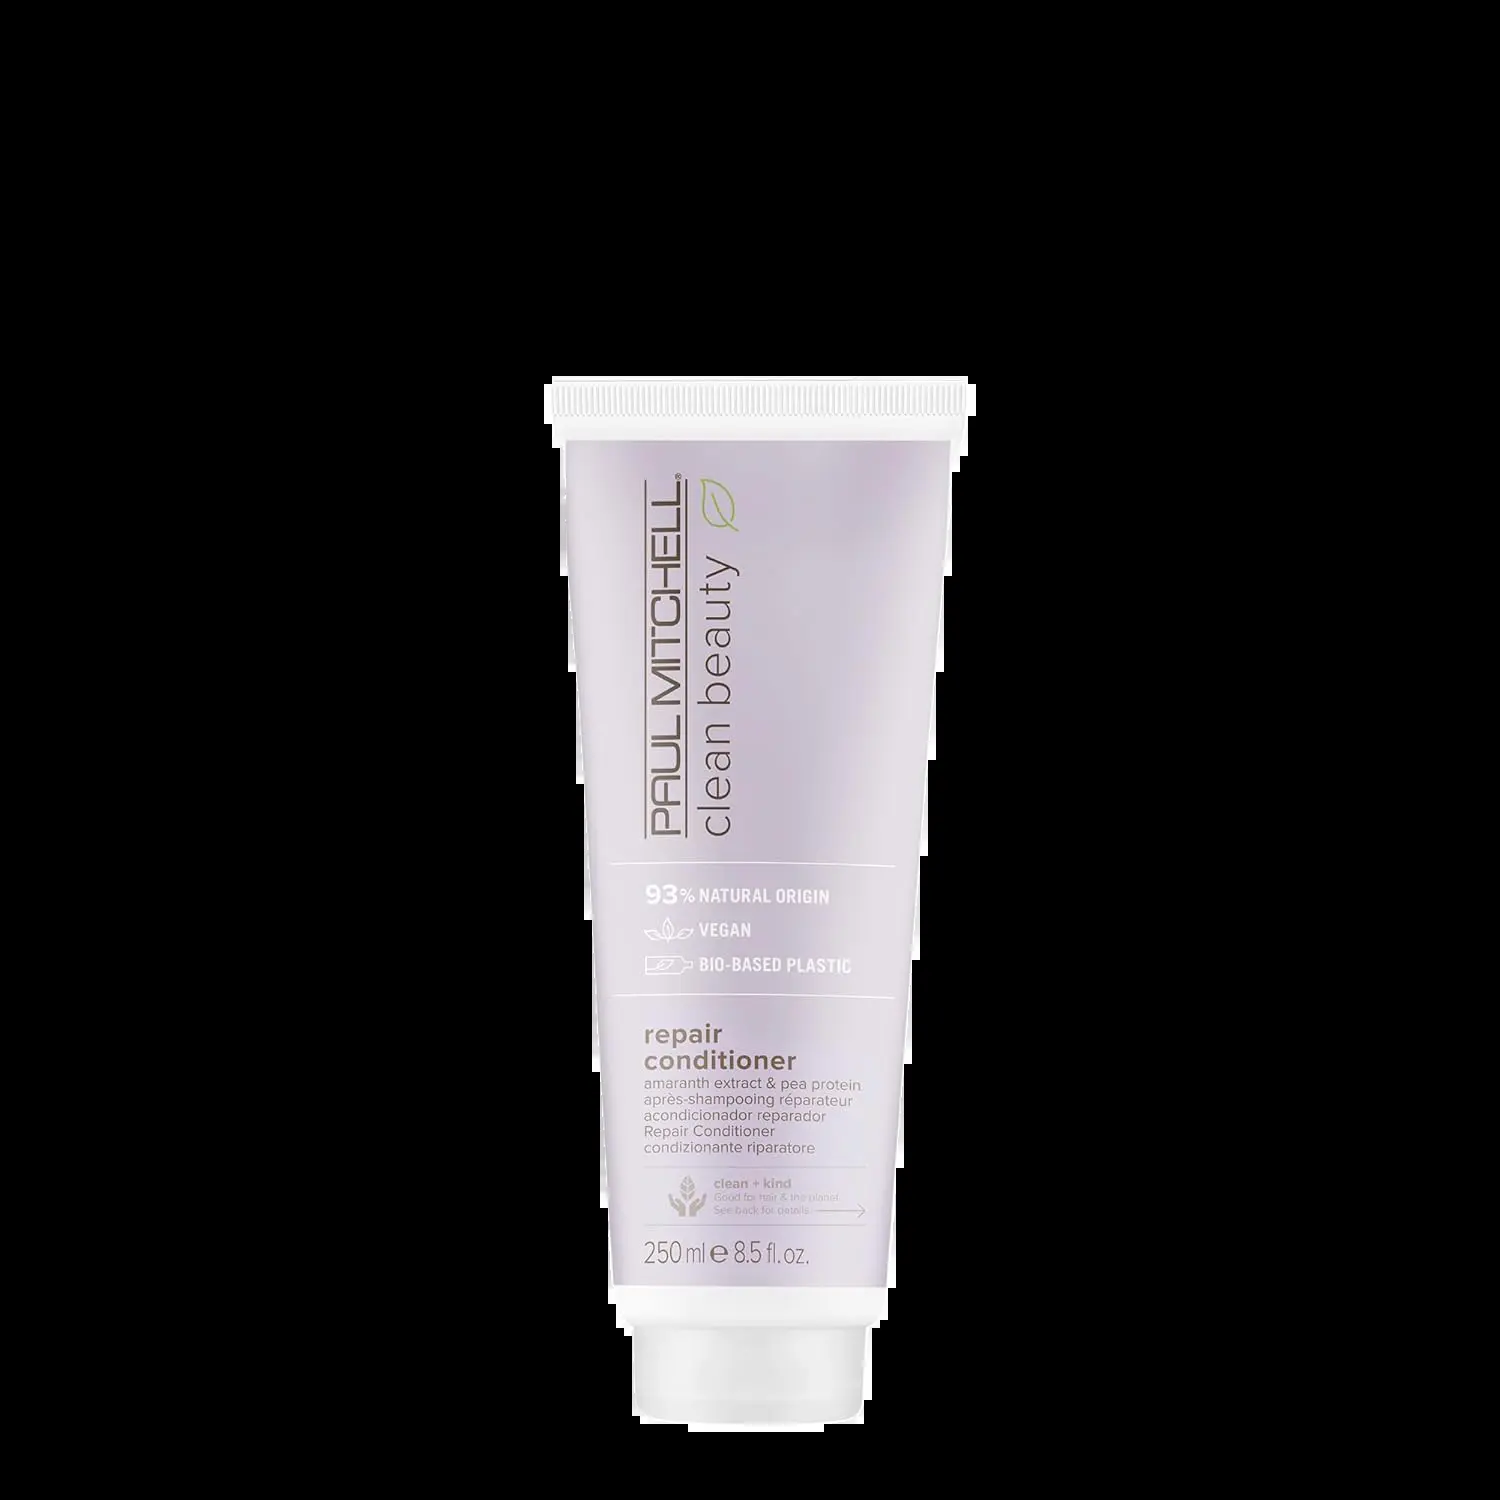 PAUL MITCHELL®
clean beauty
93% NATURAL ORIGIN
VEGAN
BIO-BASED PLASTIC
repair
conditioner
amaranth extract & pea protein
après-shampooing réparateur
acondicionador reparador
Repair Conditioner
condizionante riparatore
clean + kind
Good for hair & the planet
See back for details
250 ml e 8.5 fl. oz.